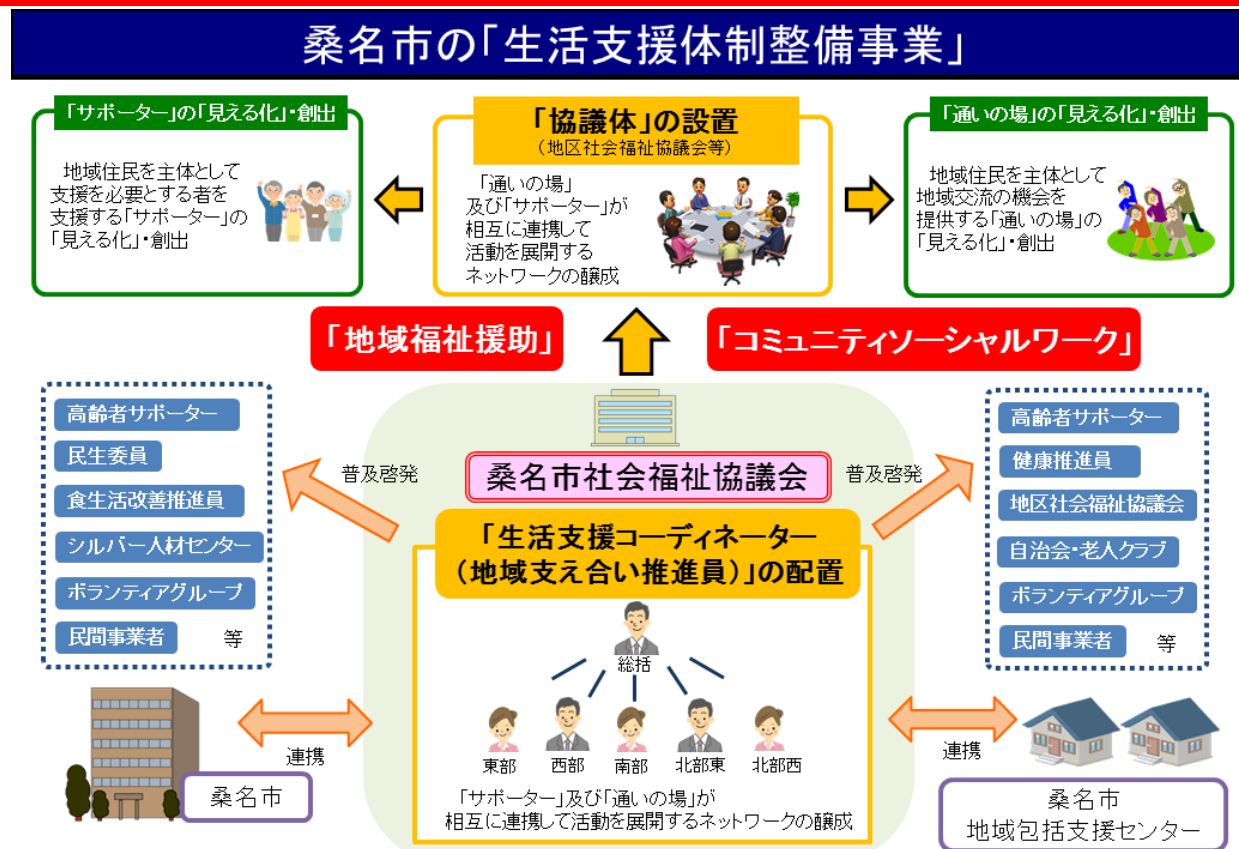 桑名市の「生活支援体制整備事業」
「サポーター」の「見える化」・創出
地域住民を主体として
支援を必要とする者を
支援する「サポーター」の
「見える化」・創出
「協議体」の設置
（地区社会福祉協議会等）
「通いの場」
及び「サポーター」が
相互に連携して
活動を展開する
ネットワークの醸成
「通いの場」の「見える化」・創出
地域住民を主体として
地域交流の機会を
提供する「通いの場」の
「見える化」・創出
「地域福祉援助」
「コミュニティソーシャルワーク」
高齢者サポーター
民生委員
食生活改善推進員
シルバー人材センター
ボランティアグループ
民間事業者 等
普及啓発
桑名市社会福祉協議会
普及啓発
「生活支援コーディネーター
（地域支え合い推進員）」の配置
総括
東部 西部 南部 北部東 北部西
「サポーター」及び「通いの場」が
相互に連携して活動を展開するネットワークの醸成
高齢者サポーター
健康推進員
地区社会福祉協議会
自治会・老人クラブ
ボランティアグループ
民間事業者 等
連携
桑名市
連携
桑名市
地域包括支援センター